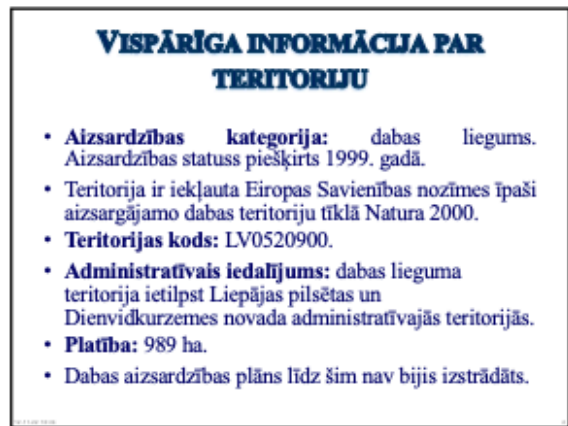 VISPĀRĪGA INFORMĀCIJA PAR
TERITORIJU
• Aizsardzības kategorija: dabas liegums.
Aizsardzības statuss piešķirts 1999. gadā.
• Teritorija ir iekļauta Eiropas Savienības nozīmes īpaši
aizsargājamo dabas teritoriju tīklā Natura 2000.
• Teritorijas kods: LV0520900.
• Administratīvais iedalījums: dabas lieguma
teritorija ietilpst Liepājas pilsētas un
Dienvidkurzemes novada administratīvajās teritorijās.
• Platība: 989 ha.
• Dabas aizsardzības plāns līdz šim nav bijis izstrādāts.